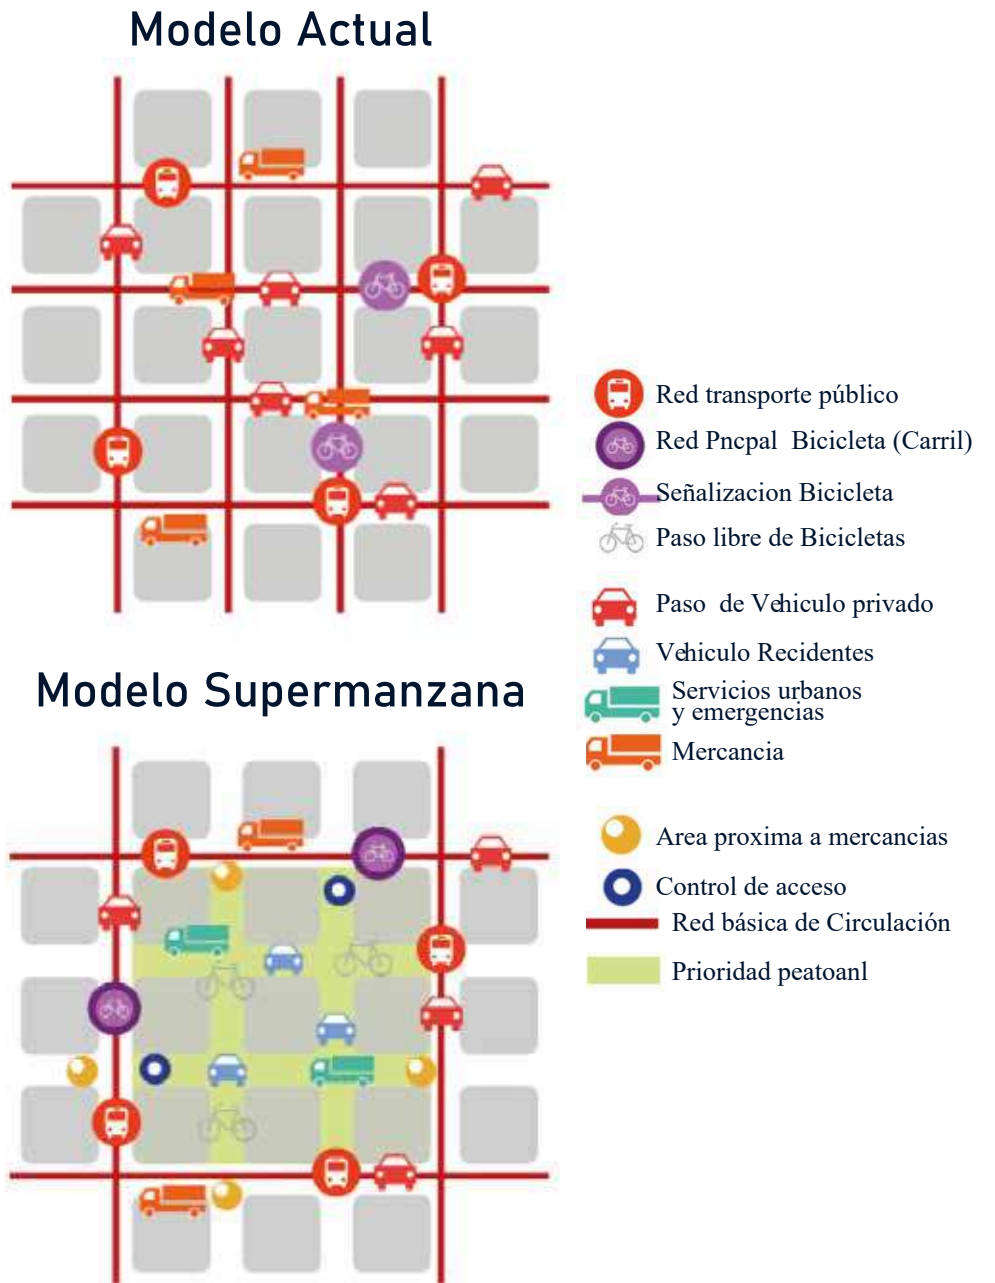 Modelo Actual
Red transporte público
Red Pncpal Bicicleta (Carril)
Señalizacion Bicicleta
Paso libre de Bicicletas
Paso de Vehiculo privado
Vehiculo Recidentes
Modelo Supermanzana
Servicios urbanos
y emergencias
Mercancia
Area proxima a mercancias
Control de acceso
Red básica de Circulación
Prioridad peatoanl